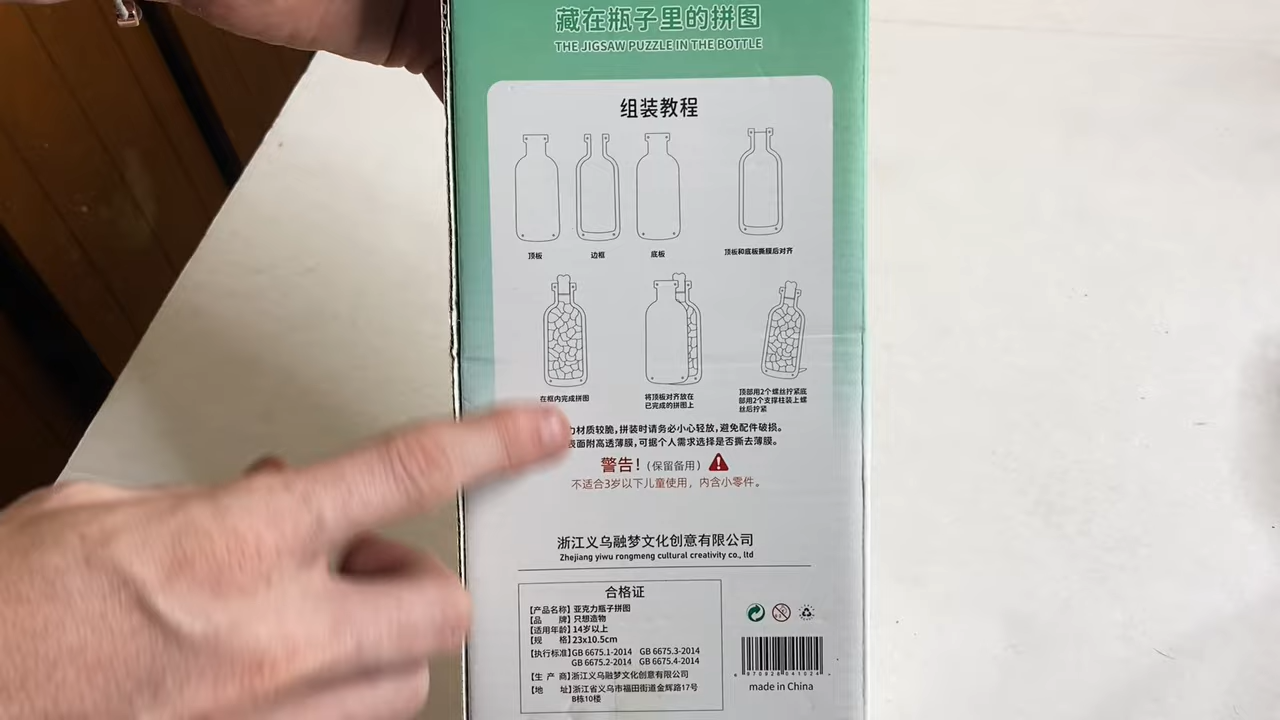 藏在瓶子里的拼图
THE JIGSAW PUZZLE IN THE BOTTLE
组装教程
顶板
边框
底板
顶板和底板撕膜后对齐
在框内完成拼图
将顶板对齐放在
已完成的拼图上
顶部用2个螺丝拧紧底
部用2个支撑柱装上螺
丝后拧紧
力材质较脆,拼装时请务必小心轻放,避免配件破损。
表面附高透薄膜,可据个人需求选择是否撕去薄膜。
警告!(保留备用)
不适合3岁以下儿童使用,内含小零件。
浙江义乌融梦文化创意有限公司
Zhejiang yiwu rongmeng cultural creativity co., ltd
合格证
【产品名称】亚克力瓶子拼图
【品 牌】只想造物
【适用年龄】14岁以上
【规 格】23x10.5cm
【执行标准】GB 6675.1-2014 GB 6675.3-2014
GB 6675.2-2014 GB 6675.4-2014
【生 产 商】浙江义乌融梦文化创意有限公司
【地 址】浙江省义乌市福田街道金辉路17号
B栋10楼
made in China